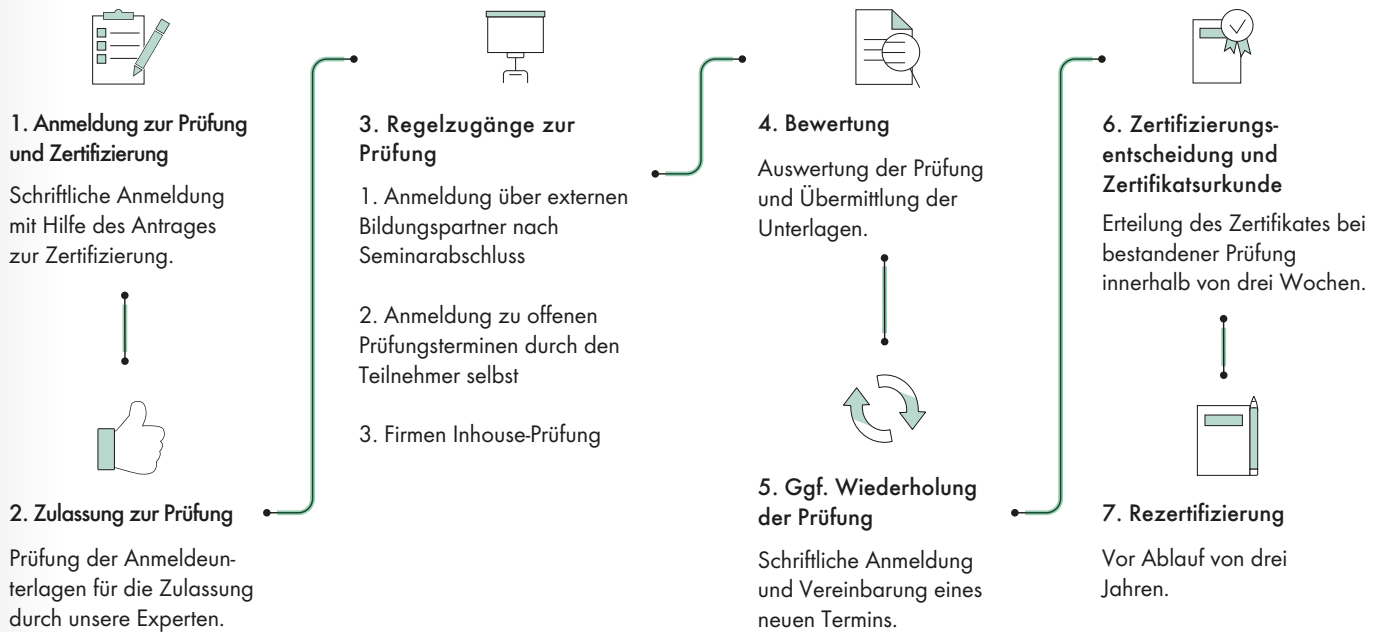 1. Anmeldung zur Prüfung
und Zertifizierung
Schriftliche Anmeldung
mit Hilfe des Antrages
zur Zertifizierung.
2. Zulassung zur Prüfung
Prüfung der Anmeldeun-
terlagen für die Zulassung
durch unsere Experten.
3. Regelzugänge zur
Prüfung
1. Anmeldung über externen
Bildungspartner nach
Seminarabschluss
2. Anmeldung zu offenen
Prüfungsterminen durch den
Teilnehmer selbst
3. Firmen Inhouse-Prüfung
4. Bewertung
Auswertung der Prüfung
und Übermittlung der
Unterlagen.
5. Ggf. Wiederholung
der Prüfung
Schriftliche Anmeldung
und Vereinbarung eines
neuen Termins.
6. Zertifizierungs-
entscheidung und
Zertifikatsurkunde
Erteilung des Zertifikates bei
bestandener Prüfung
innerhalb von drei Wochen.
7. Rezertifizierung
Vor Ablauf von drei
Jahren.